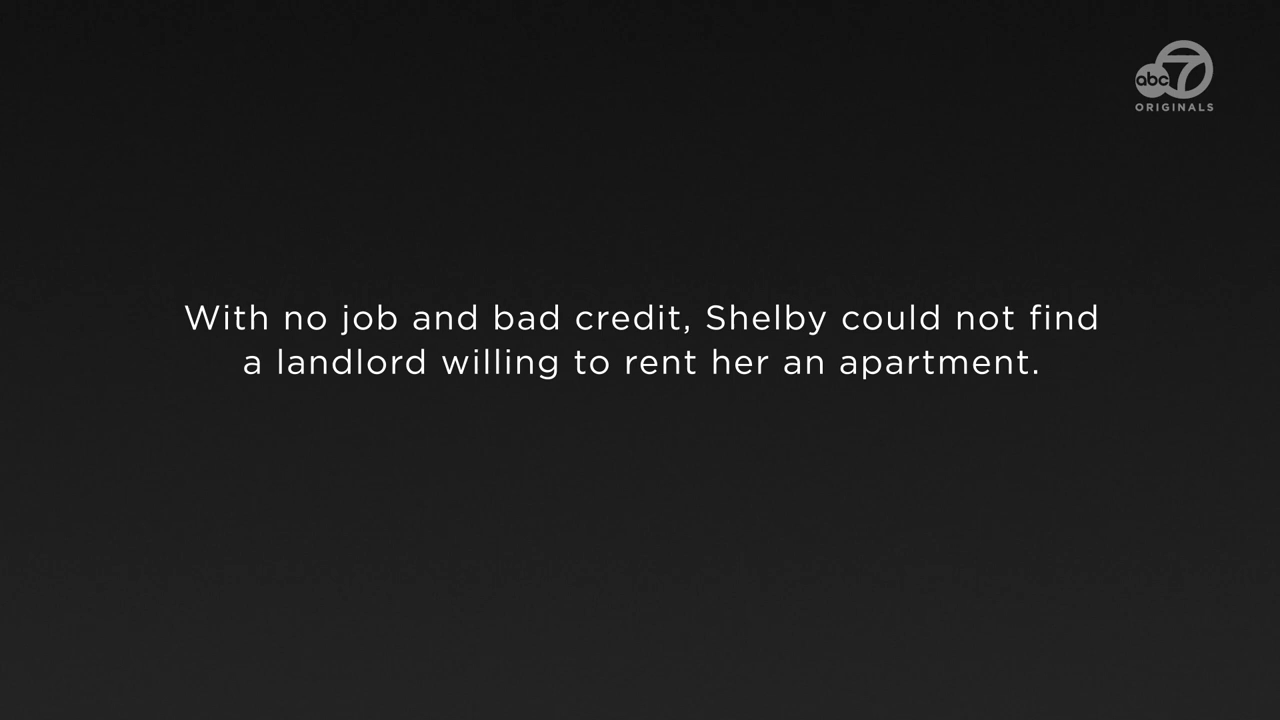 abc 7
ORIGINALS
With no job and bad credit, Shelby could not find
a landlord willing to rent her an apartment.